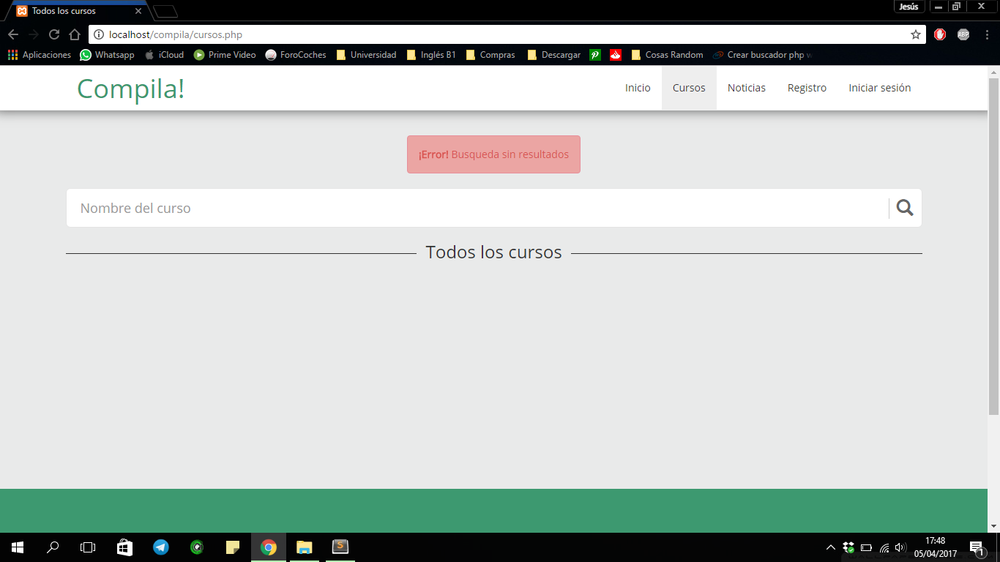 Todos los cursos
Jesús
localhost/compila/cursos.php
ABP
Aplicaciones Whatsapp iCloud Prime Video ForoCoches Universidad Inglés B1 Compras Descargar Cosas Random Crear buscador php w
Compila!
Inicio Cursos Noticias Registro Iniciar sesión
¡Error! Busqueda sin resultados
Nombre del curso
Todos los cursos
17:48
05/04/2017
1